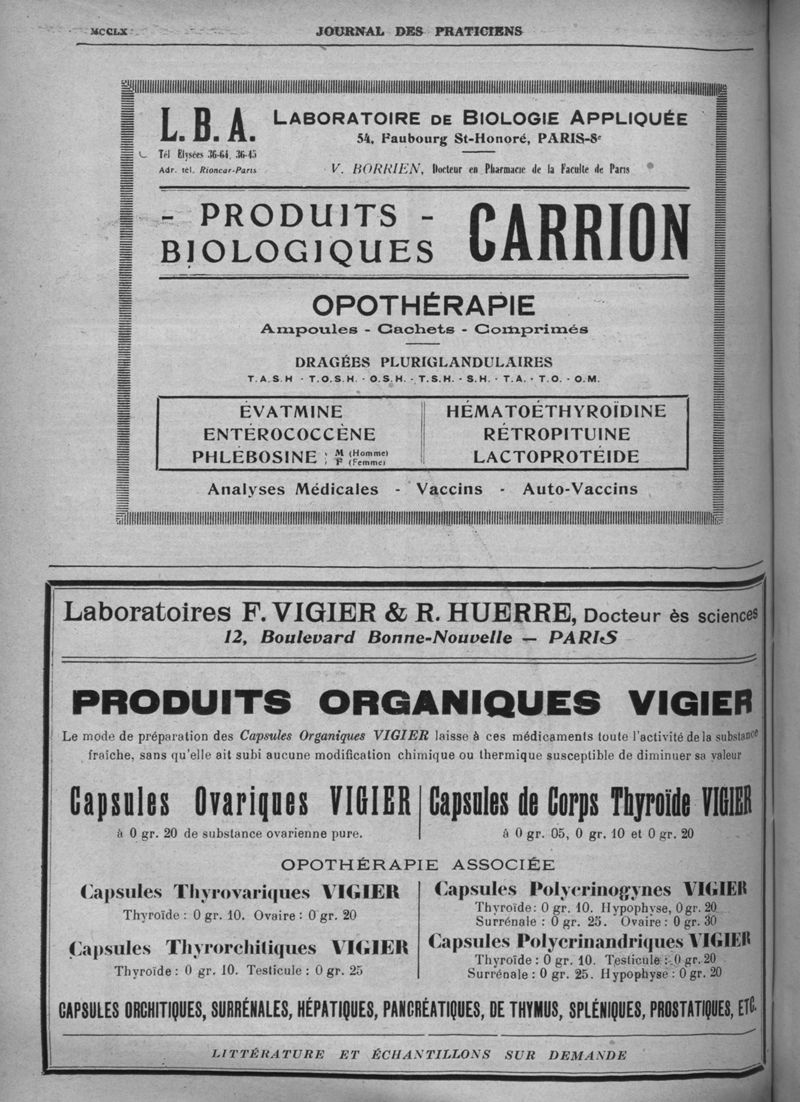 MCCLX
JOURNAL DES PRATICIENS
L.B.A.
LABORATOIRE DE BIOLOGIE APPLIQUÉE
54, Faubourg St-Honoré, PARIS-8e
Tél Elysées 36-64, 36-45
Adr. tél. Rioncar-Paris
V. BORRIEN, Docteur en Pharmacie de la Faculté de Paris
- PRODUITS -
BIOLOGIQUES
CARRION
OPOTHÉRAPIE
Ampoules - Cachets - Comprimés
DRAGÉES PLURIGLANDULAIRES
T.A.S.H - T.O.S.H. - O.S.H. - T.S.H. - S.H. - T.A. - T.O. - O.M.
ÉVATMINE
ENTÉROCOCCÈNE
PHLÉBOSINE : M (Homme)
F (Femme)
HÉMATOÉTHYROÏDINE
RÉTROPITUINE
LACTOPROTÉIDE
Analyses Médicales - Vaccins - Auto-Vaccins
Laboratoires F. VIGIER & R. HUERRE, Docteur ès sciences
12, Boulevard Bonne-Nouvelle — PARIS
PRODUITS ORGANIQUES VIGIER
Le mode de préparation des Capsules Organiques VIGIER laisse à ces médicaments toute l'activité de la substance
fraîche, sans qu'elle ait subi aucune modification chimique ou thermique susceptible de diminuer sa valeur
Capsules Ovariques VIGIER
à 0 gr. 20 de substance ovarienne pure.
Capsules de Corps Thyroïde VIGIER
à 0 gr. 05, 0 gr. 10 et 0 gr. 20
OPOTHÉRAPIE ASSOCIÉE
Capsules Thyrovariques VIGIER
Thyroïde : 0 gr. 10. Ovaire : 0 gr. 20
Capsules Thyrorchitiques VIGIER
Thyroïde : 0 gr. 10. Testicule : 0 gr. 25
Capsules Polycrinogynes VIGIER
Thyroïde : 0 gr. 10. Hypophyse, 0 gr. 20
Surrénale : 0 gr. 25. Ovaire : 0 gr. 30
Capsules Polycrinandriques VIGIER
Thyroïde : 0 gr. 10. Testicule : 0 gr. 20
Surrénale : 0 gr. 25. Hypophyse : 0 gr. 20
CAPSULES ORCHITIQUES, SURRÉNALES, HÉPATIQUES, PANCRÉATIQUES, DE THYMUS, SPLÉNIQUES, PROSTATIQUES, ETC.
LITTÉRATURE ET ÉCHANTILLONS SUR DEMANDE